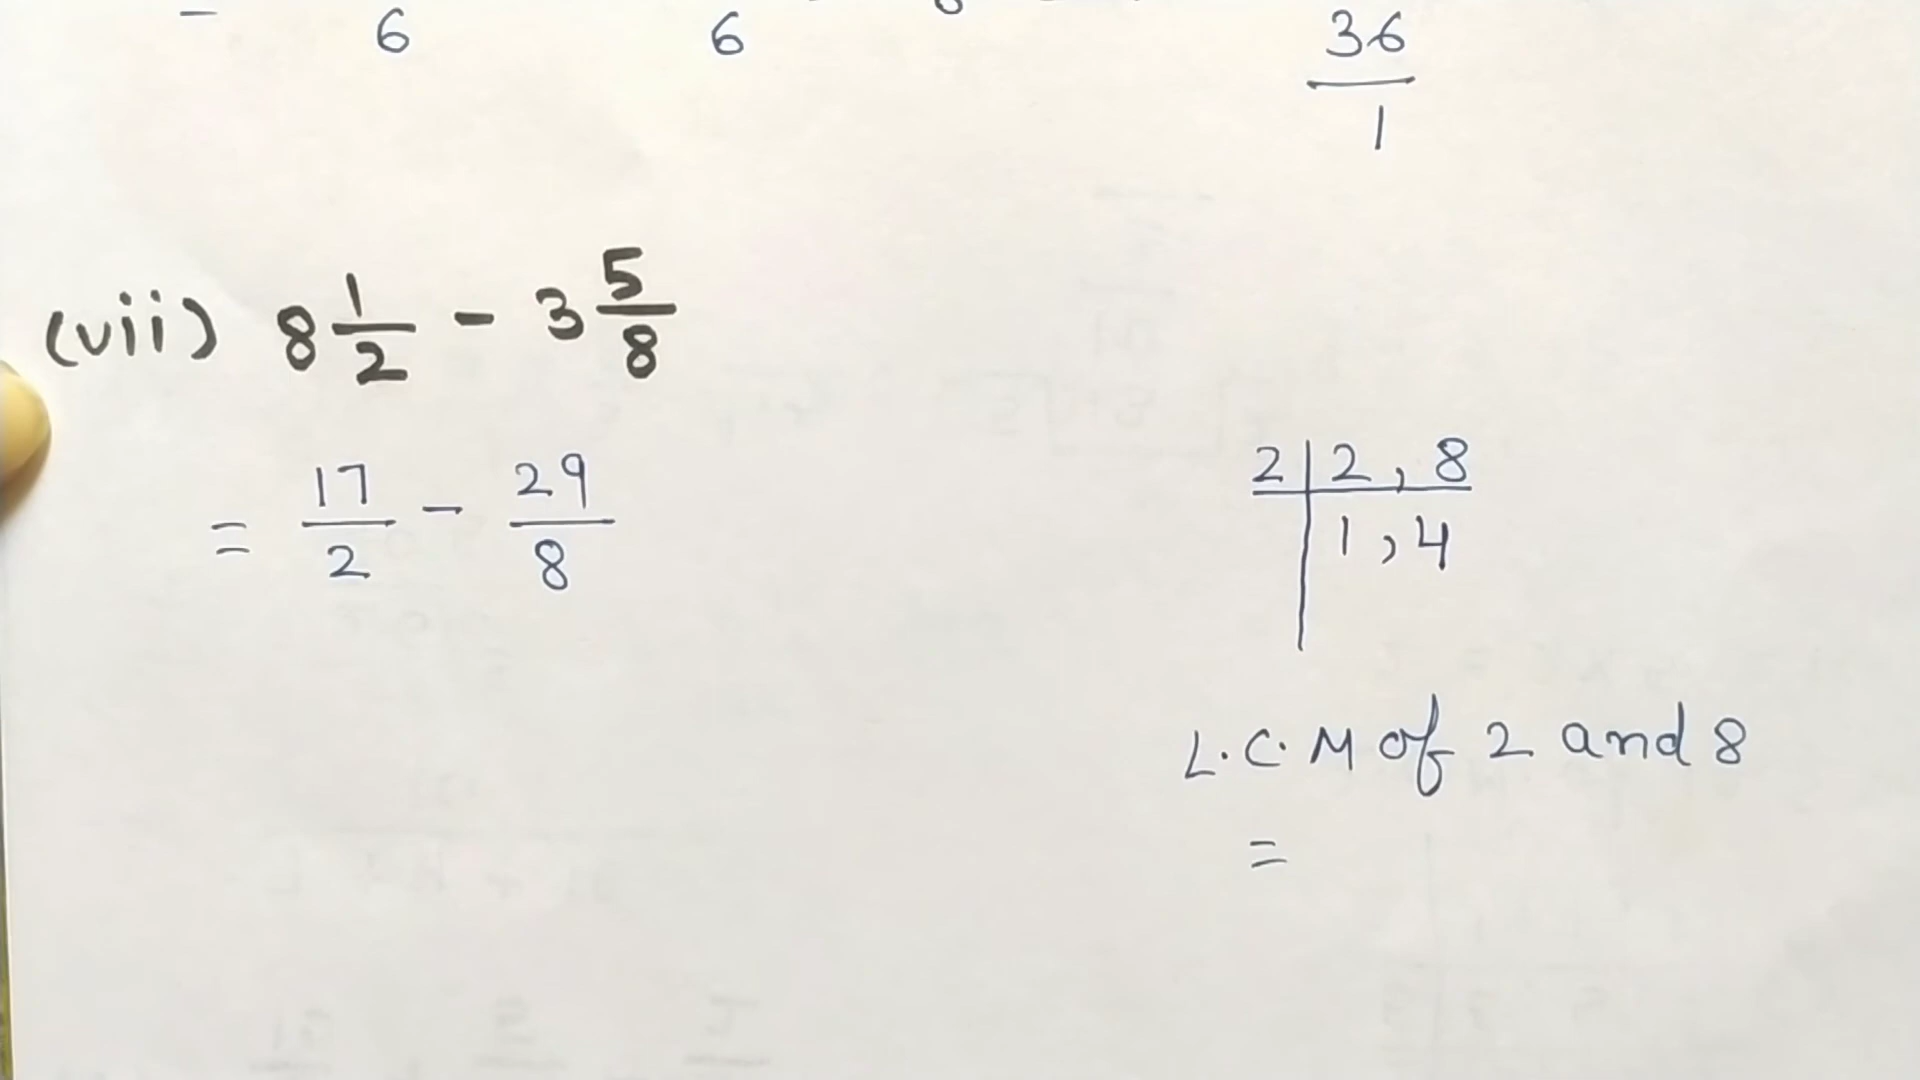 - 6 6 36
1
(vii) 8 1/2 - 3 5/8
= 17/2 - 29/8
2 | 2, 8
1, 4
L.C.M of 2 and 8
=